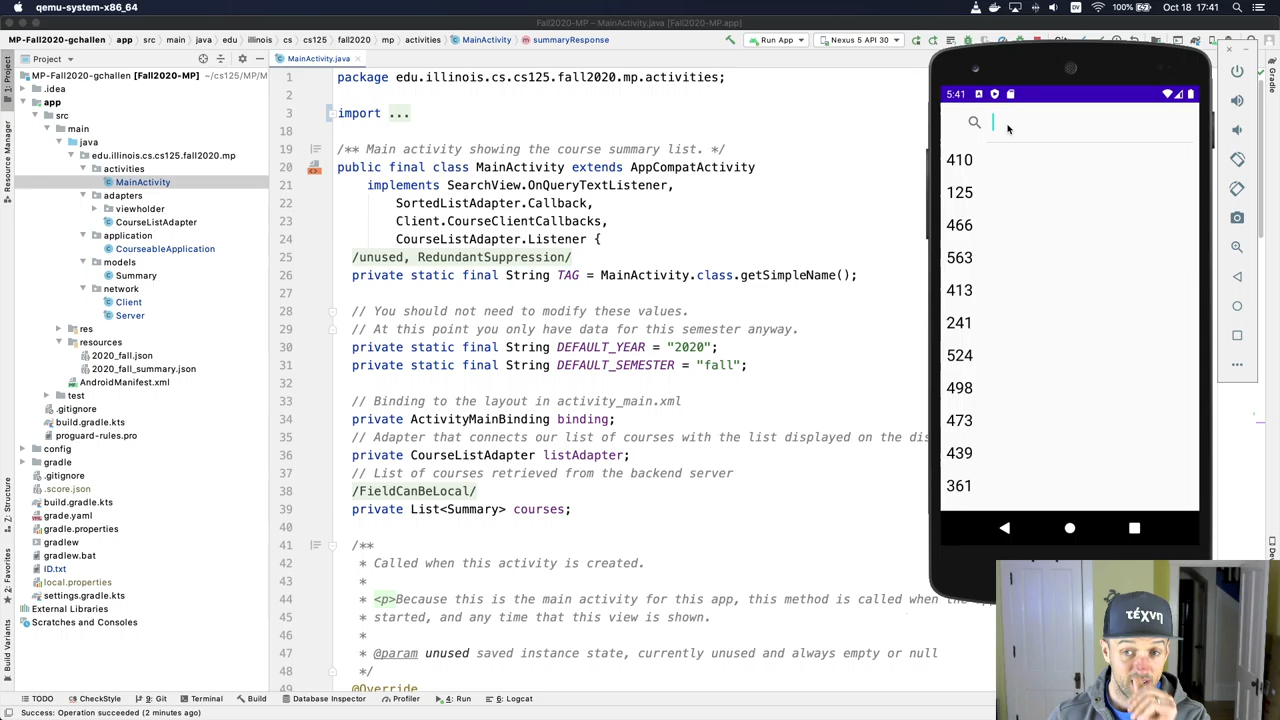 qemu-system-x86_64
100% Oct 18 17:41
Fall2020-MP – MainActivity.java [Fall2020-MP.app]
MP-Fall2020-gchallen app src main java edu illinois cs cs125 fall2020 mp activities MainActivity summaryResponse
Run App Nexus 5 API 30
Project
MainActivity.java
1: Project
Resource Manager
Z: Structure
Favorites
Build Variants
Gradle
MP-Fall2020-gchallen [Fall2020-MP] ~/cs125/MP/M
.idea
app
src
main
java
edu.illinois.cs.cs125.fall2020.mp
activities
MainActivity
adapters
viewholder
CourseListAdapter
application
CourseableApplication
models
Summary
network
Client
Server
res
resources
2020_fall.json
2020_fall_summary.json
AndroidManifest.xml
test
.gitignore
build.gradle.kts
proguard-rules.pro
config
gradle
.gitignore
.score.json
build.gradle.kts
grade.yaml
gradle.properties
gradlew
gradlew.bat
ID.txt
local.properties
settings.gradle.kts
External Libraries
Scratches and Consoles
1 package edu.illinois.cs.cs125.fall2020.mp.activities;
2
3 import ...
18
19 /** Main activity showing the course summary list. */
20 public final class MainActivity extends AppCompatActivity
21 implements SearchView.OnQueryTextListener,
22 SortedListAdapter.Callback,
23 Client.CourseClientCallbacks,
24 CourseListAdapter.Listener {
25 /unused, RedundantSuppression/
26 private static final String TAG = MainActivity.class.getSimpleName();
27
28 // You should not need to modify these values.
29 // At this point you only have data for this semester anyway.
30 private static final String DEFAULT_YEAR = "2020";
31 private static final String DEFAULT_SEMESTER = "fall";
32
33 // Binding to the layout in activity_main.xml
34 private ActivityMainBinding binding;
35 // Adapter that connects our list of courses with the list displayed on the dis
36 private CourseListAdapter listAdapter;
37 // List of courses retrieved from the backend server
38 /FieldCanBeLocal/
39 private List<Summary> courses;
40
41 /**
42 * Called when this activity is created.
43 *
44 * <p>Because this is the main activity for this app, this method is called when the
45 * started, and any time that this view is shown.
46 *
47 * @param unused saved instance state, currently unused and always empty or null
48 */
49 @Override
5:41
410
125
466
563
413
241
524
498
473
439
361
τέχνη
TODO CheckStyle 9: Git Terminal Build Database Inspector Profiler 4: Run 6: Logcat
Success: Operation succeeded (2 minutes ago)